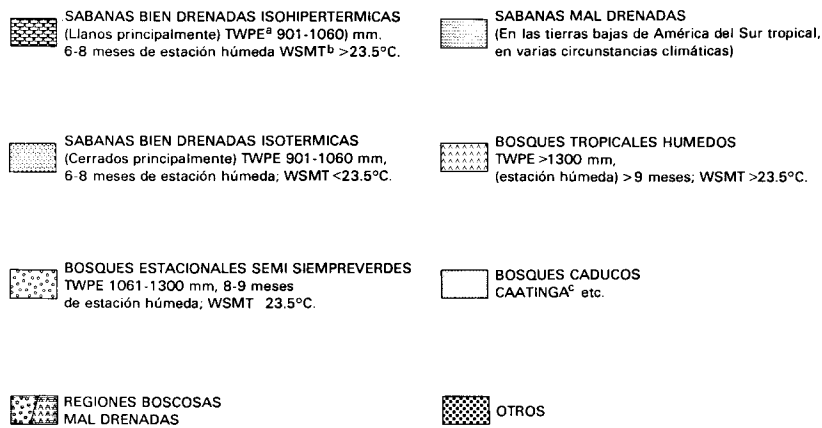 SABANAS BIEN DRENADAS ISOHIPERTERMICAS
(Llanos principalmente) TWPEᵃ 901-1060) mm.
6-8 meses de estación húmeda WSMTᵇ >23.5°C.
SABANAS MAL DRENADAS
(En las tierras bajas de América del Sur tropical,
en varias circunstancias climáticas)
SABANAS BIEN DRENADAS ISOTERMICAS
(Cerrados principalmente) TWPE 901-1060 mm,
6-8 meses de estación húmeda; WSMT <23.5°C.
BOSQUES TROPICALES HUMEDOS
TWPE >1300 mm,
(estación húmeda) >9 meses; WSMT >23.5°C.
BOSQUES ESTACIONALES SEMI SIEMPREVERDES
TWPE 1061-1300 mm, 8-9 meses
de estación húmeda; WSMT 23.5°C.
BOSQUES CADUCOS
CAATINGAᶜ etc.
REGIONES BOSCOSAS
MAL DRENADAS
OTROS